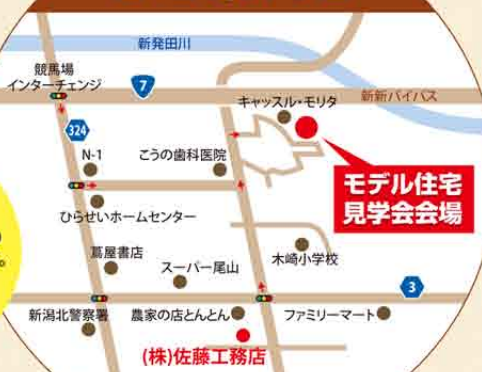 新発田川
競馬場
インターチェンジ
7
キャッスル・モリタ
新新バイパス
324
N-1
こうの歯科医院
モデル住宅
見学会会場
ひらせいホームセンター
蔦屋書店
スーパー尾山
木崎小学校
3
新潟北警察署
農家の店とんとん
ファミリーマート
(株)佐藤工務店